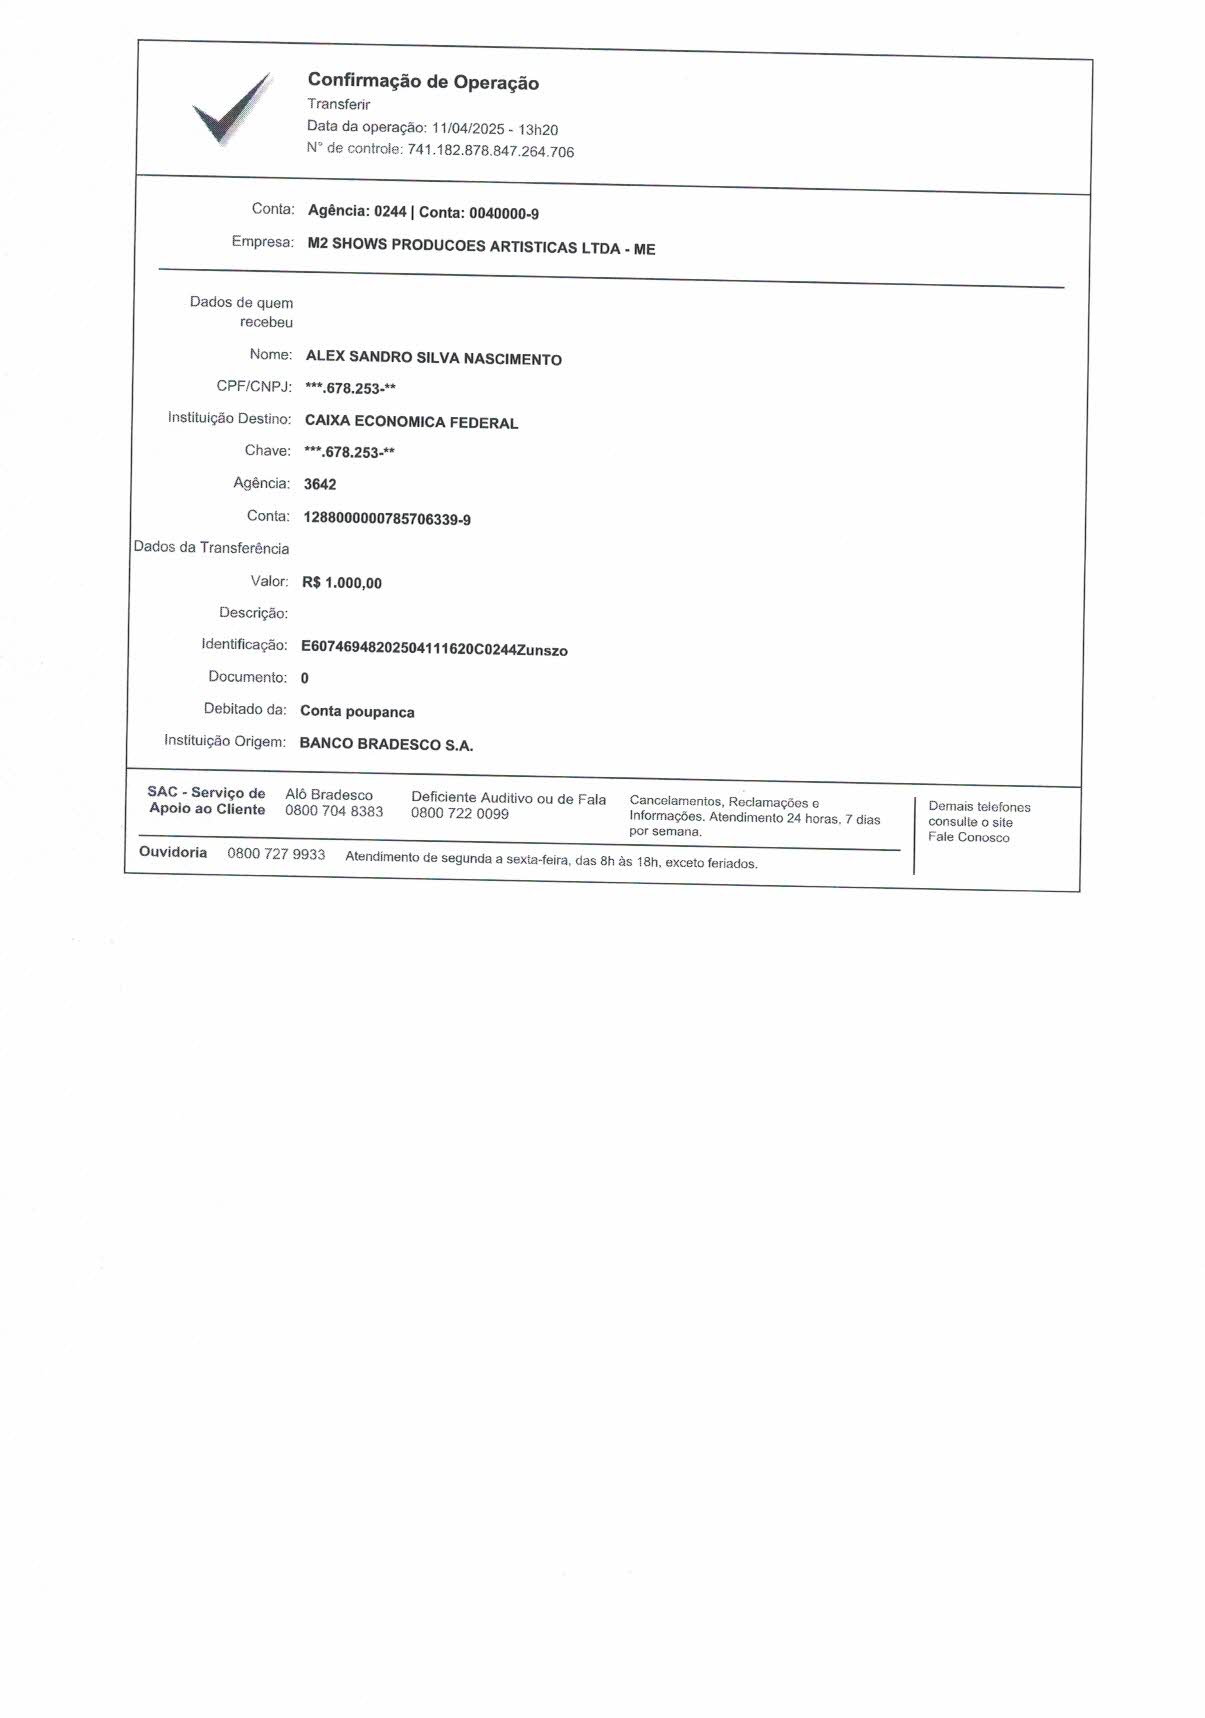 Confirmação de Operação
Transferir
Data da operação: 11/04/2025 - 13h20
N° de controle: 741.182.878.847.264.706
Conta: Agência: 0244 | Conta: 0040000-9
Empresa: M2 SHOWS PRODUCOES ARTISTICAS LTDA - ME
Dados de quem
recebeu
Nome: ALEX SANDRO SILVA NASCIMENTO
CPF/CNPJ: ***.678.253-**
Instituição Destino: CAIXA ECONOMICA FEDERAL
Chave: ***.678.253-**
Agência: 3642
Conta: 1288000000785706339-9
Dados da Transferência
Valor: R$ 1.000,00
Descrição:
Identificação: E60746948202504111620C0244Zunszo
Documento: 0
Debitado da: Conta poupanca
Instituição Origem: BANCO BRADESCO S.A.
SAC - Serviço de
Apoio ao Cliente
Alô Bradesco
0800 704 8383
Deficiente Auditivo ou de Fala
0800 722 0099
Cancelamentos, Reclamações e
Informações. Atendimento 24 horas, 7 dias
por semana.
Demais telefones
consulte o site
Fale Conosco
Ouvidoria 0800 727 9933 Atendimento de segunda a sexta-feira, das 8h às 18h, exceto feriados.